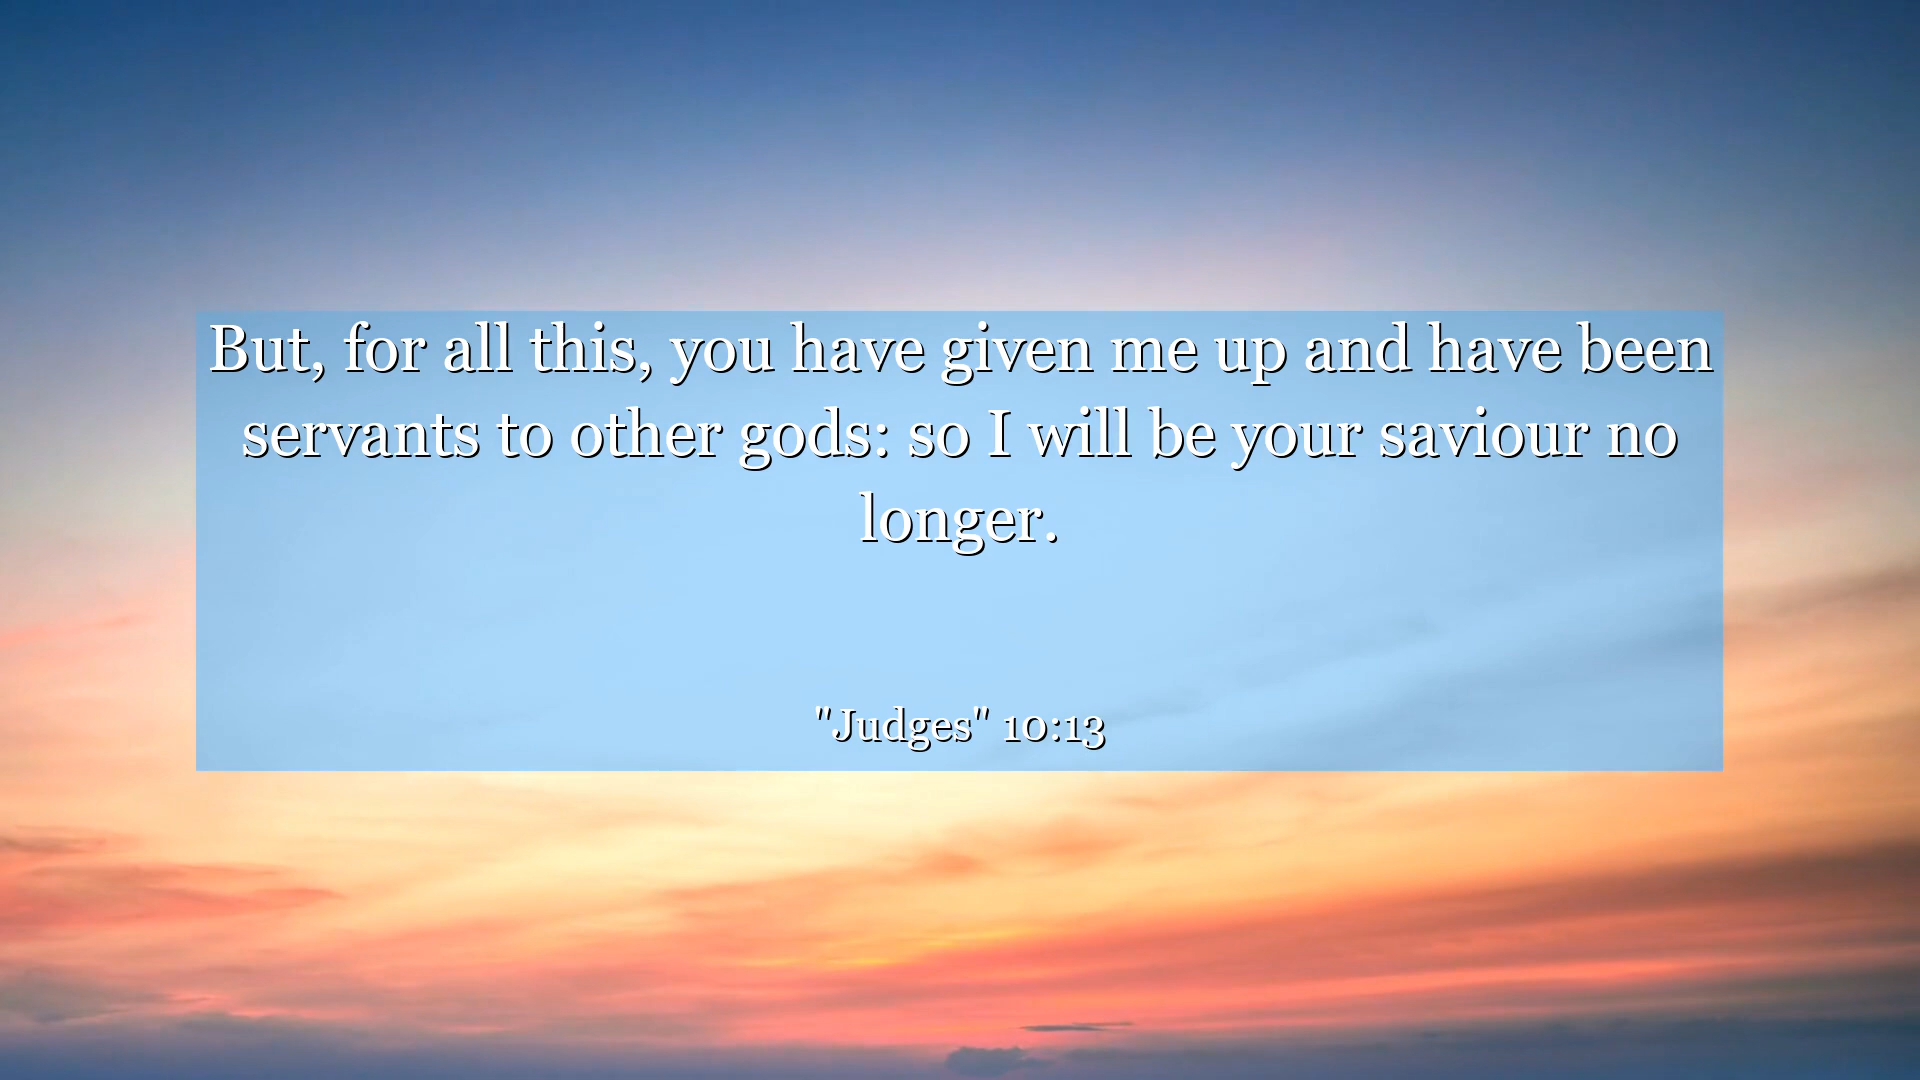 But, for all this, you have given me up and have been
servants to other gods: so I will be your saviour no
longer.
"Judges" 10:13